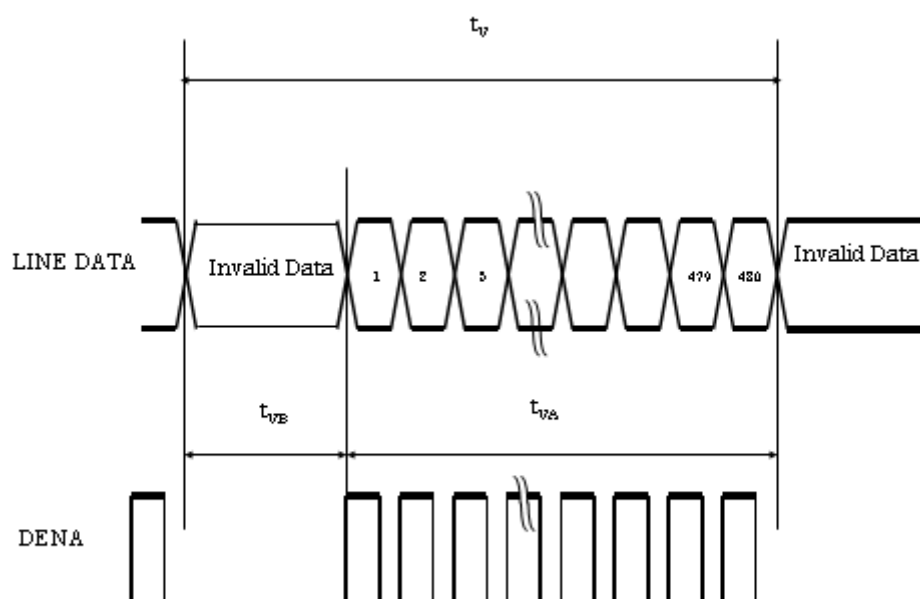 tV
LINE DATA
Invalid Data
1
2
3
479
480
Invalid Data
tVB
tVA
DENA